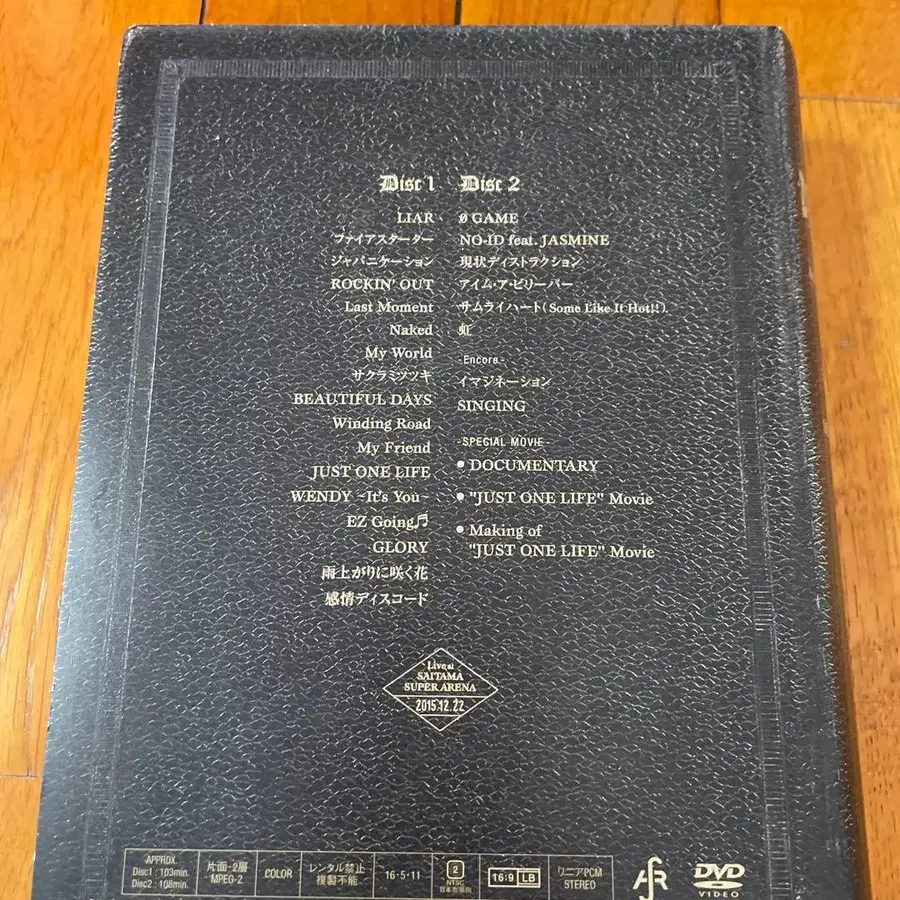 Disc 1
LIAR
ファイアスターター
ジャパニケーション
ROCKIN' OUT
Last Moment
Naked
My World
サクラミツツキ
BEAUTIFUL DAYS
Winding Road
My Friend
JUST ONE LIFE
WENDY ~It's You~
EZ Going♬
GLORY
雨上がりに咲く花
感情ディスコード
Disc 2
Ø GAME
NO-ID feat. JASMINE
現状ディストラクション
アイム・ア・ビリーバー
サムライハート(Some Like It Hot!!)
虹
-Encore-
イマジネーション
SINGING
-SPECIAL MOVIE-
• DOCUMENTARY
• "JUST ONE LIFE" Movie
• Making of
"JUST ONE LIFE" Movie
Live at
SAITAMA
SUPER ARENA
2015.12.22
APPROX.
Disc1 : 103min.
Disc2 : 108min.
片面・2層
MPEG-2
COLOR
レンタル禁止
複製不能
16・5・11
2
NTSC
日本市場向
16:9 LB
リニアPCM
STEREO
DVD
VIDEO